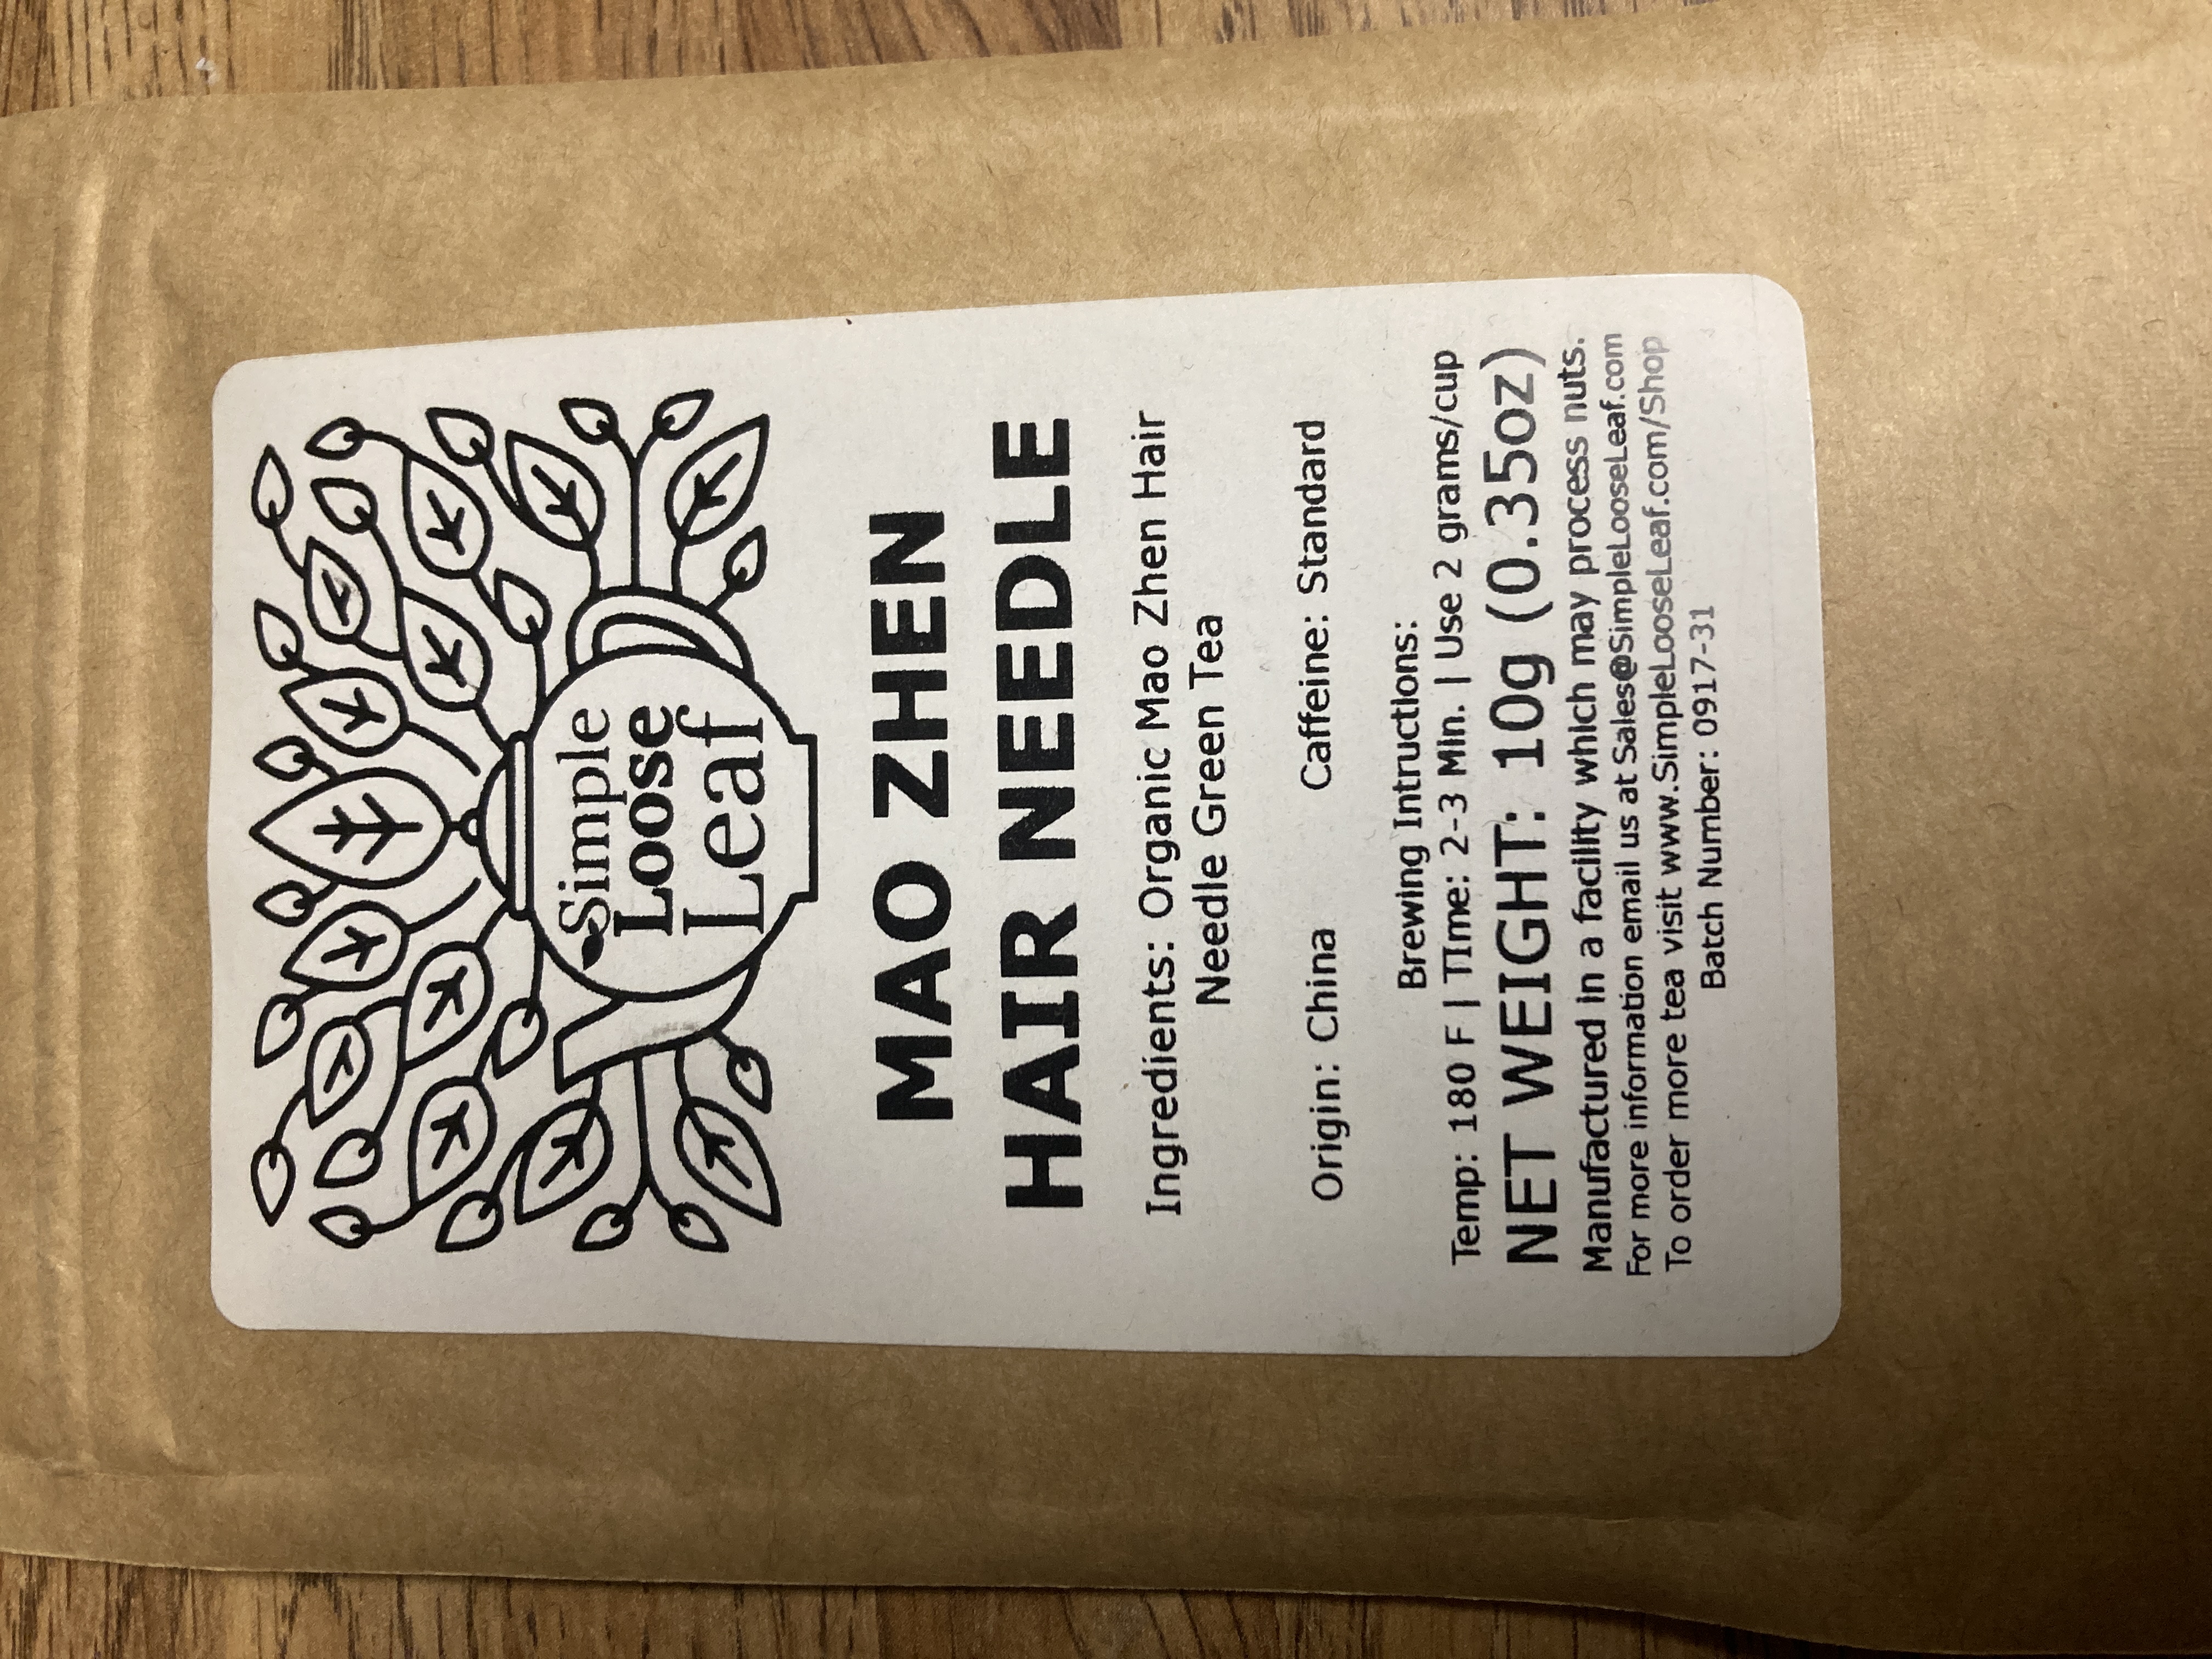 Simple
Loose
Leaf
MAO ZHEN
HAIR NEEDLE
Ingredients: Organic Mao Zhen Hair
Needle Green Tea
Origin: China Caffeine: Standard
Brewing Intructions:
Temp: 180 F | TIme: 2-3 MIn. | Use 2 grams/cup
NET WEIGHT: 10g (0.35oz)
Manufactured in a facility which may process nuts.
For more information email us at Sales@SimpleLooseLeaf.com
To order more tea visit www.SimpleLooseLeaf.com/Shop
Batch Number: 0917-31